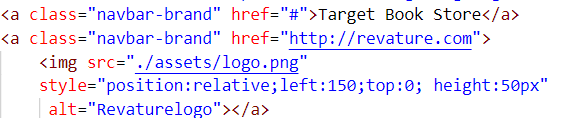 <a class="navbar-brand" href="#">Target Book Store</a>
<a class="navbar-brand" href="http://revature.com">
<img src="./assets/logo.png"
style="position:relative;left:150;top:0; height:50px"
alt="Revaturelogo"></a>